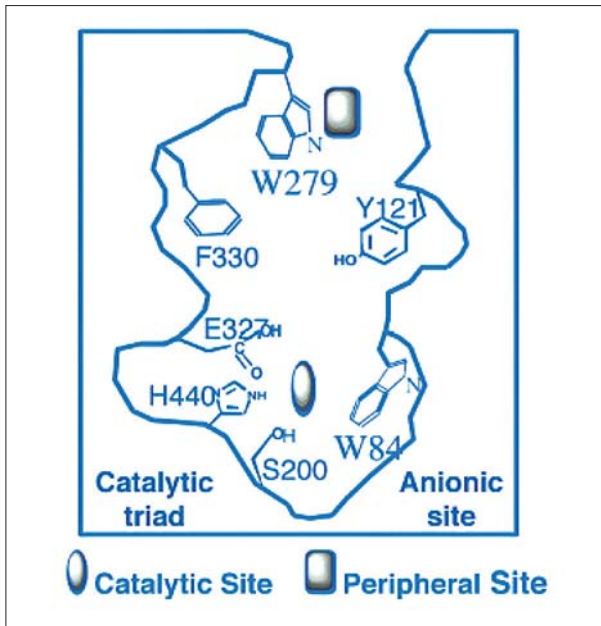 N
W279
Y121
HO
F330
E327
OH
C
O
H440
N
NH
N
W84
OH
S200
Catalytic
triad
Anionic
site
Catalytic Site
Peripheral Site